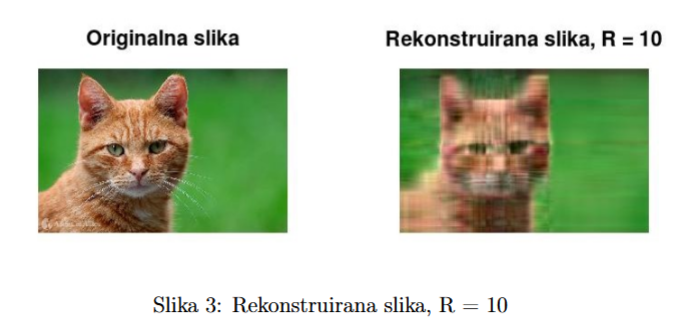 Originalna slika
Rekonstruirana slika, R = 10
Slika 3: Rekonstruirana slika, R = 10